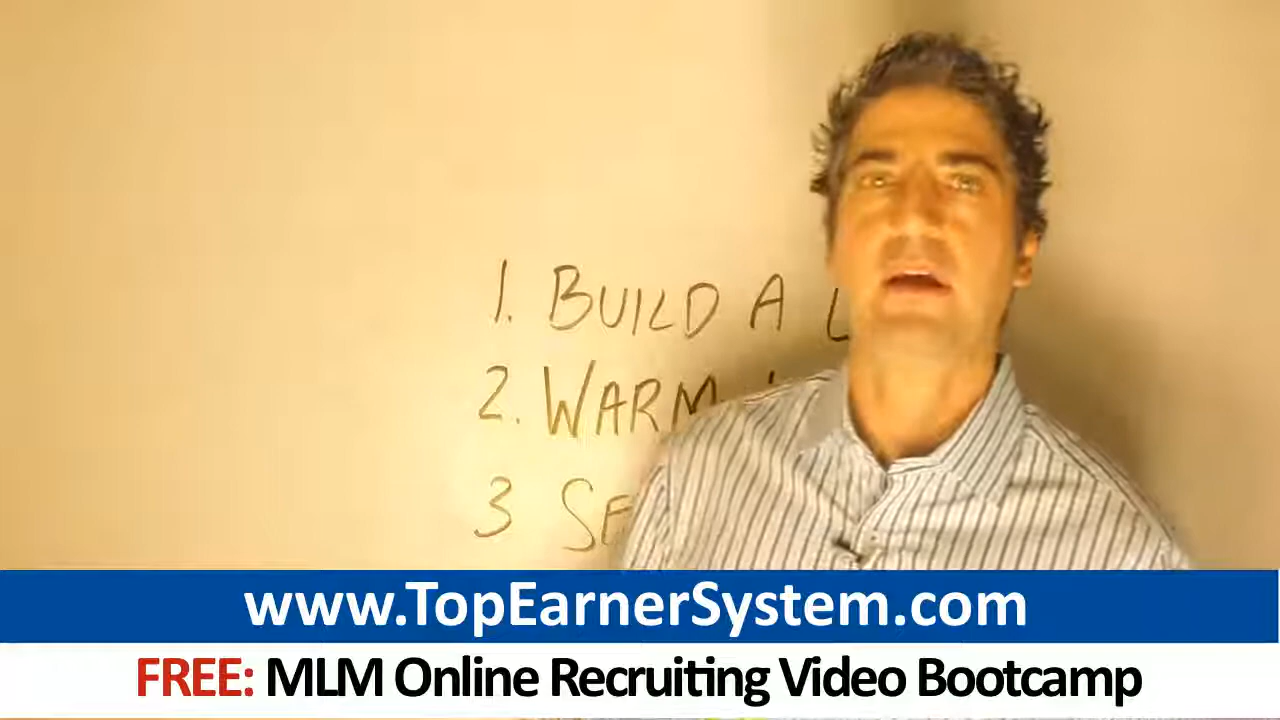 1. BUILD A
2. WARM
3
www.TopEarnerSystem.com
FREE: MLM Online Recruiting Video Bootcamp